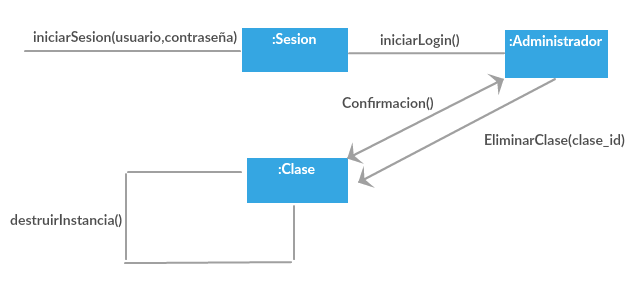 iniciarSesion(usuario,contraseña)
:Sesion
iniciarLogin()
:Administrador
Confirmacion()
EliminarClase(clase_id)
:Clase
destruirInstancia()